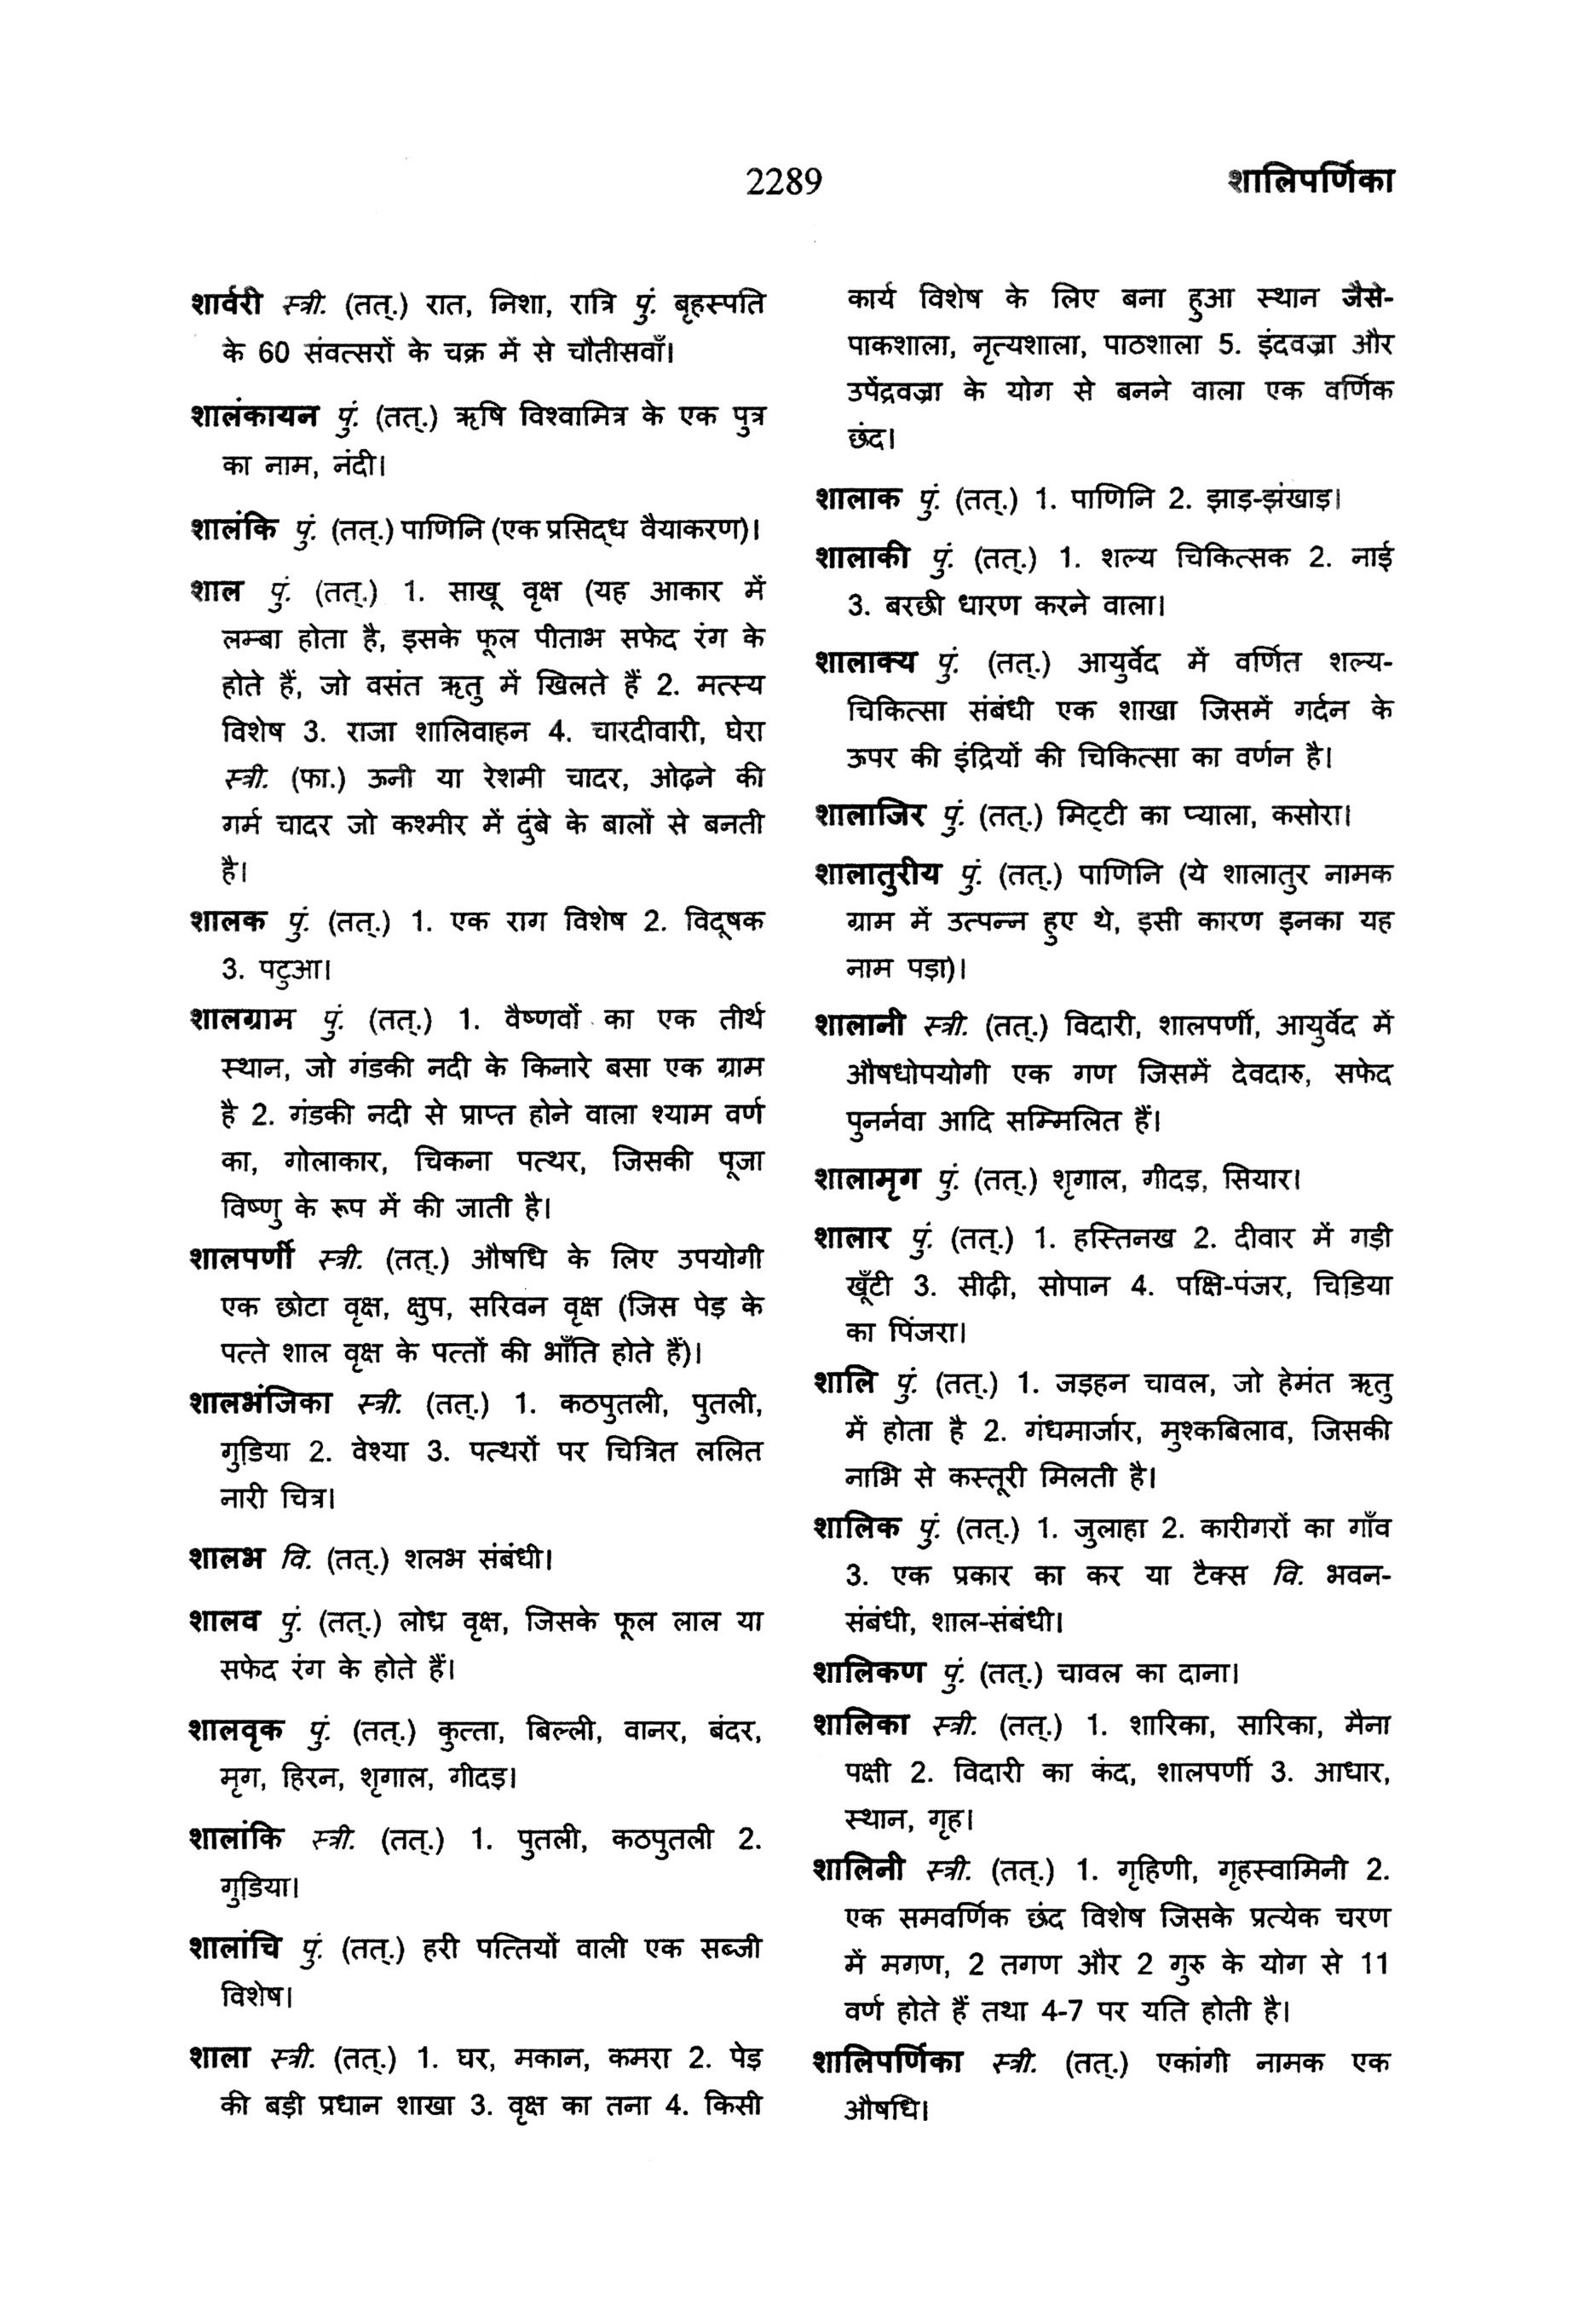 2289
शालिपर्णिका
शार्वरी स्त्री. (तत्.) रात, निशा, रात्रि पुं. बृहस्पति
के 60 संवत्सरों के चक्र में से चौतीसवाँ।
शालंकायन पुं. (तत्.) ऋषि विश्वामित्र के एक पुत्र
का नाम, नंदी।
शालंकि पुं. (तत्.) पाणिनि (एक प्रसिद्ध वैयाकरण)।
शाल पुं. (तत्.) 1. साखू वृक्ष (यह आकार में
लम्बा होता है, इसके फूल पीताभ सफेद रंग के
होते हैं, जो वसंत ऋतु में खिलते हैं 2. मत्स्य
विशेष 3. राजा शालिवाहन 4. चारदीवारी, घेरा
स्त्री. (फा.) ऊनी या रेशमी चादर, ओढ़ने की
गर्म चादर जो कश्मीर में दुंबे के बालों से बनती
है।
शालक पुं. (तत्.) 1. एक राग विशेष 2. विदूषक
3. पटुआ।
शालग्राम पुं. (तत्.) 1. वैष्णवों का एक तीर्थ
स्थान, जो गंडकी नदी के किनारे बसा एक ग्राम
है 2. गंडकी नदी से प्राप्त होने वाला श्याम वर्ण
का, गोलाकार, चिकना पत्थर, जिसकी पूजा
विष्णु के रूप में की जाती है।
शालपर्णी स्त्री. (तत्.) औषधि के लिए उपयोगी
एक छोटा वृक्ष, क्षुप, सरिवन वृक्ष (जिस पेड़ के
पत्ते शाल वृक्ष के पत्तों की भाँति होते हैं)।
शालभंजिका स्त्री. (तत्.) 1. कठपुतली, पुतली,
गुडिया 2. वेश्या 3. पत्थरों पर चित्रित ललित
नारी चित्र।
शालभ वि. (तत्.) शलभ संबंधी।
शालव पुं. (तत्.) लोध्र वृक्ष, जिसके फूल लाल या
सफेद रंग के होते हैं।
शालवृक पुं. (तत्.) कुत्ता, बिल्ली, वानर, बंदर,
मृग, हिरन, शृगाल, गीदड़।
शालांकि स्त्री. (तत्.) 1. पुतली, कठपुतली 2.
गुडिया।
शालांचि पुं. (तत्.) हरी पत्तियों वाली एक सब्जी
विशेष।
शाला स्त्री. (तत्.) 1. घर, मकान, कमरा 2. पेड़
की बड़ी प्रधान शाखा 3. वृक्ष का तना 4. किसी
कार्य विशेष के लिए बना हुआ स्थान जैसे-
पाकशाला, नृत्यशाला, पाठशाला 5. इंदवज्रा और
उपेंद्रवज्रा के योग से बनने वाला एक वर्णिक
छंद।
शालाक पुं. (तत्.) 1. पाणिनि 2. झाड़-झंखाड़।
शालाकी पुं. (तत्.) 1. शल्य चिकित्सक 2. नाई
3. बरछी धारण करने वाला।
शालाक्य पुं. (तत्.) आयुर्वेद में वर्णित शल्य-
चिकित्सा संबंधी एक शाखा जिसमें गर्दन के
ऊपर की इंद्रियों की चिकित्सा का वर्णन है।
शालाजिर पुं. (तत्.) मिट्टी का प्याला, कसोरा।
शालातुरीय पुं. (तत्.) पाणिनि (ये शालातुर नामक
ग्राम में उत्पन्न हुए थे, इसी कारण इनका यह
नाम पड़ा)।
शालानी स्त्री. (तत्.) विदारी, शालपर्णी, आयुर्वेद में
औषधोपयोगी एक गण जिसमें देवदारु, सफेद
पुनर्नवा आदि सम्मिलित हैं।
शालामृग पुं. (तत्.) शृगाल, गीदड़, सियार।
शालार पुं. (तत्.) 1. हस्तिनख 2. दीवार में गड़ी
खूँटी 3. सीढ़ी, सोपान 4. पक्षि-पंजर, चिडिया
का पिंजरा।
शालि पुं. (तत्.) 1. जड़हन चावल, जो हेमंत ऋतु
में होता है 2. गंधमार्जार, मुश्कबिलाव, जिसकी
नाभि से कस्तूरी मिलती है।
शालिक पुं. (तत्.) 1. जुलाहा 2. कारीगरों का गाँव
3. एक प्रकार का कर या टैक्स वि. भवन-
संबंधी, शाल-संबंधी।
शालिकण पुं. (तत्.) चावल का दाना।
शालिका स्त्री. (तत्.) 1. शारिका, सारिका, मैना
पक्षी 2. विदारी का कंद, शालपर्णी 3. आधार,
स्थान, गृह।
शालिनी स्त्री. (तत्.) 1. गृहिणी, गृहस्वामिनी 2.
एक समवर्णिक छंद विशेष जिसके प्रत्येक चरण
में मगण, 2 तगण और 2 गुरु के योग से 11
वर्ण होते हैं तथा 4-7 पर यति होती है।
शालिपर्णिका स्त्री. (तत्.) एकांगी नामक एक
औषधि।